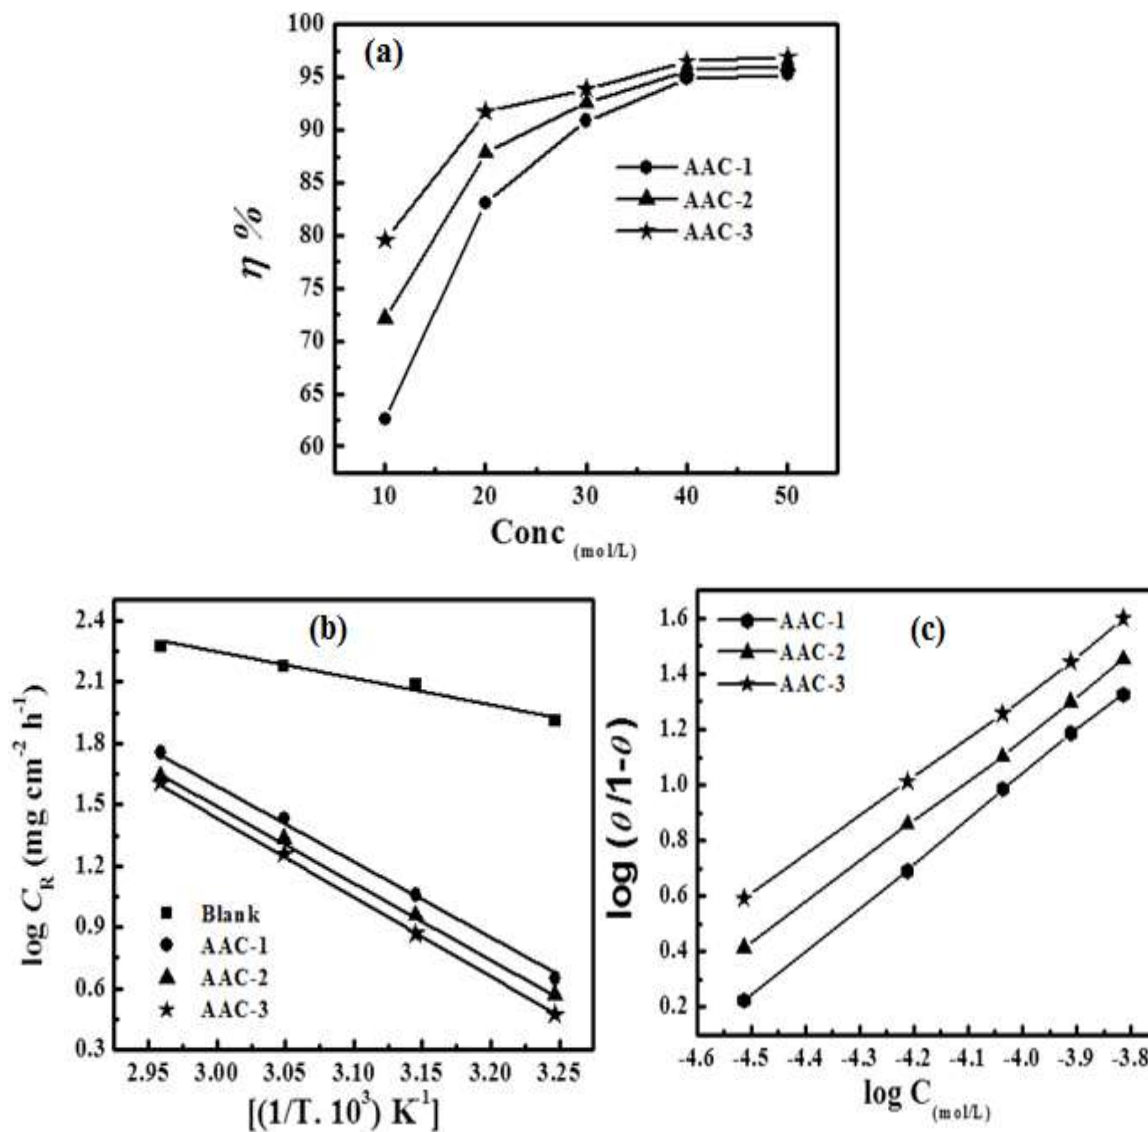 100
95
90
85
80
75
70
65
60
η %
(a)
AAC-1
AAC-2
AAC-3
10 20 30 40 50
Conc (mol/L)
2.4
2.1
1.8
1.5
1.2
0.9
0.6
0.3
log C_R (mg cm⁻² h⁻¹)
(b)
Blank
AAC-1
AAC-2
AAC-3
2.95 3.00 3.05 3.10 3.15 3.20 3.25
[(1/T. 10³) K⁻¹]
1.6
1.4
1.2
1.0
0.8
0.6
0.4
0.2
log (θ/1-θ)
AAC-1
AAC-2
AAC-3
(c)
-4.6 -4.5 -4.4 -4.2 -4.1 -4.0 -3.9 -3.8
log C(mol/L)